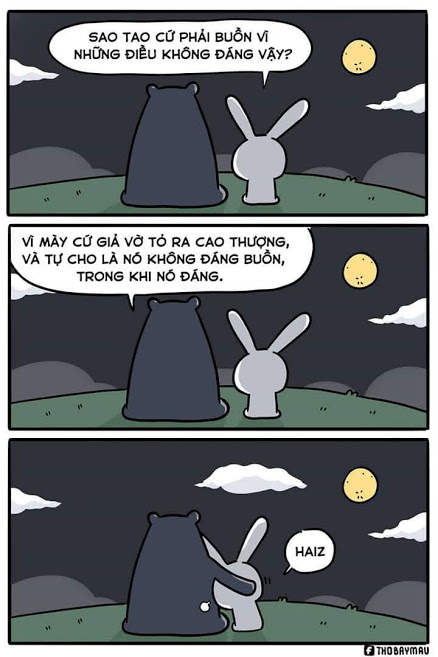 SAO TAO CỨ PHẢI BUỒN VÌ
NHỮNG ĐIỀU KHÔNG ĐÁNG VẬY?
VÌ MÀY CỨ GIẢ VỜ TỎ RA CAO THƯỢNG,
VÀ TỰ CHO LÀ NÓ KHÔNG ĐÁNG BUỒN,
TRONG KHI NÓ ĐÁNG.
HAIZ
f THOBAYMAU